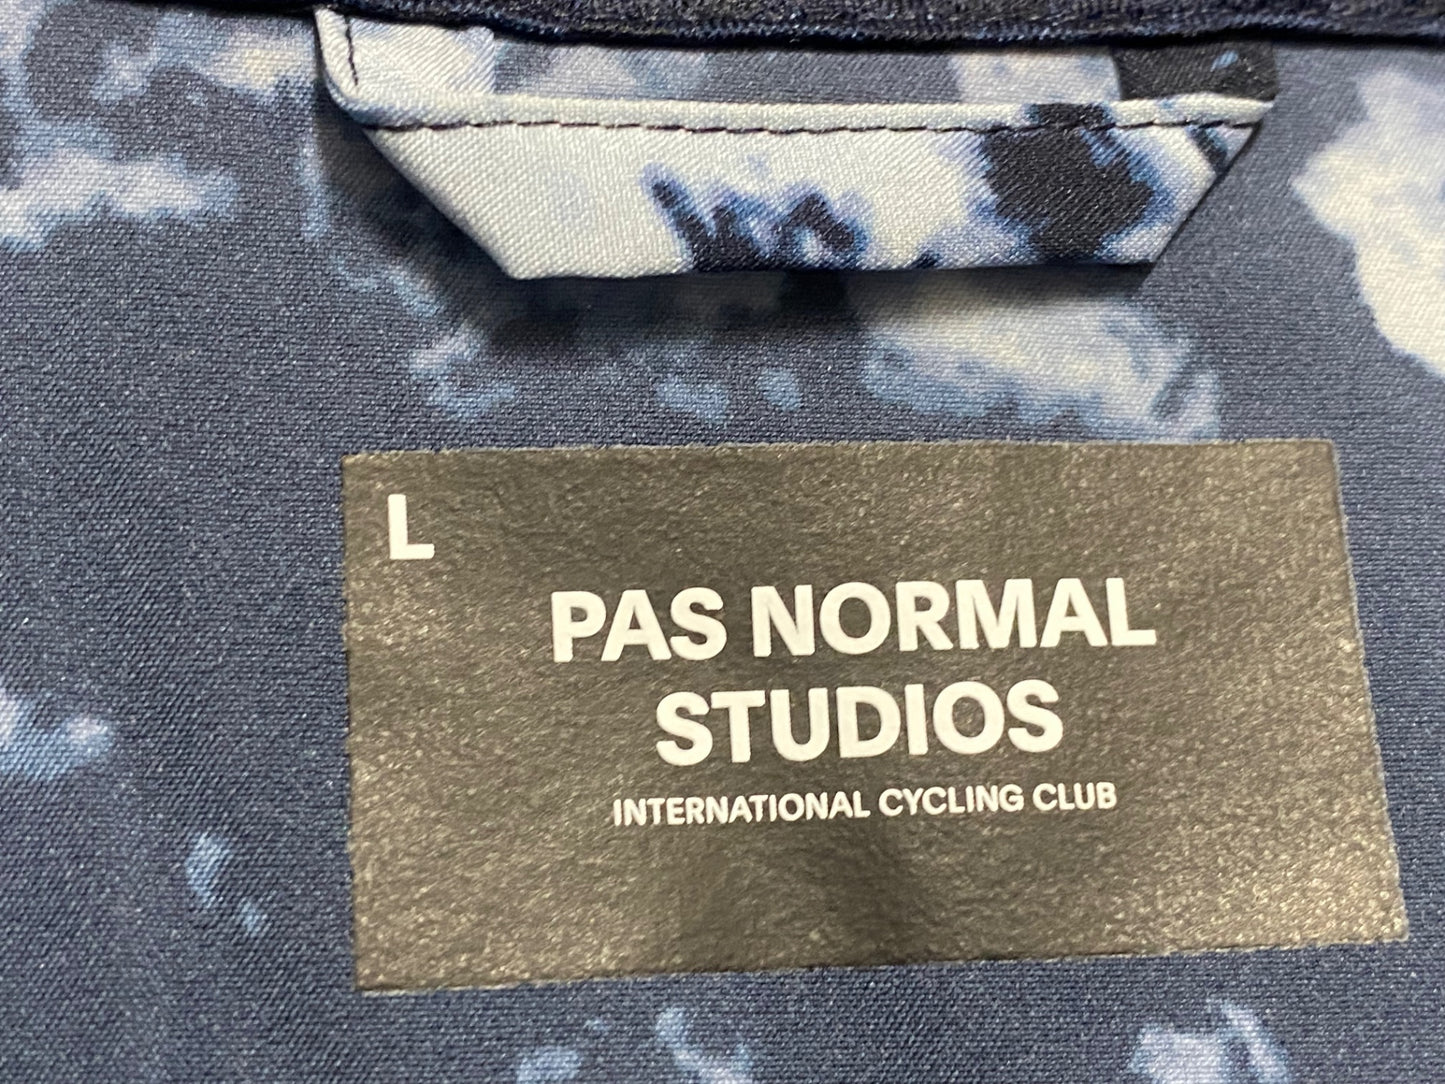 L
PAS NORMAL
STUDIOS
INTERNATIONAL CYCLING CLUB